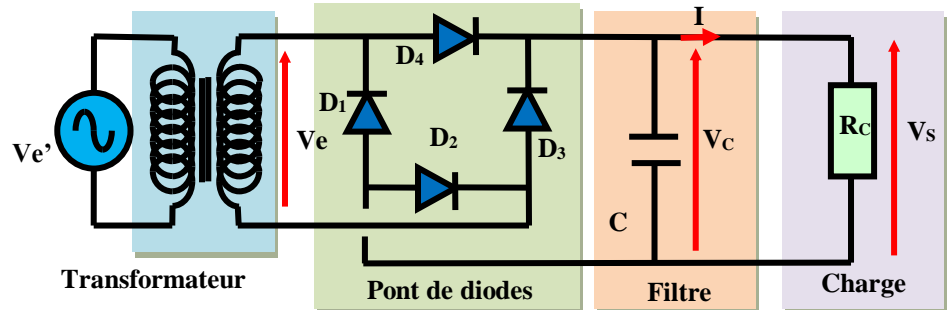 I
D4
D1
Ve
D2
D3
VC
RC
VS
Ve’
C
Transformateur
Pont de diodes
Filtre
Charge